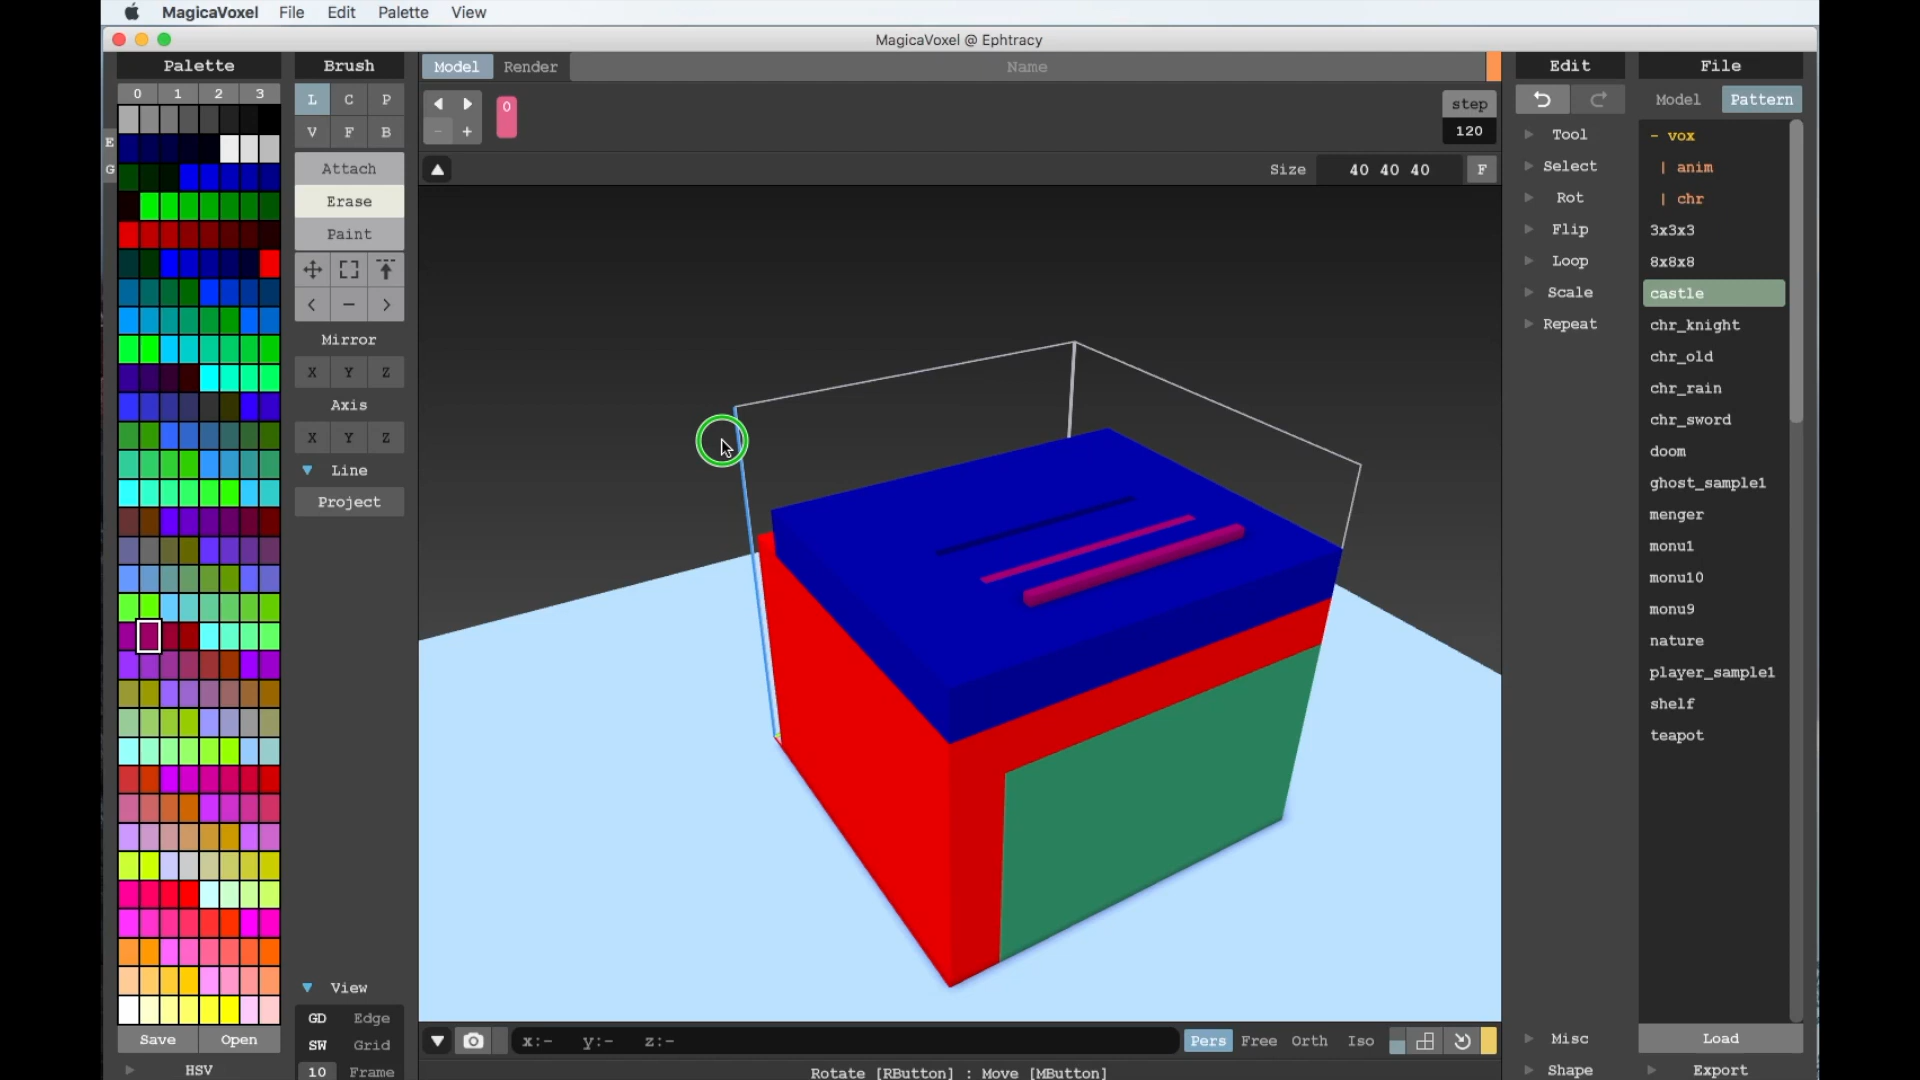 MagicaVoxel File Edit Palette View
MagicaVoxel @ Ephtracy
Palette
0 1 2 3
E
G
Save Open
HSV
Brush
L C P
V F B
Attach
Erase
Paint
< - >
Mirror
X Y Z
Axis
X Y Z
Line
Project
View
GD Edge
SW Grid
10 Frame
Model Render Name
0
- +
step
120
Size 40 40 40 F
x:- y:- z:-
Pers Free Orth Iso
Rotate [RButton] : Move [MButton]
Edit
Tool
Select
Rot
Flip
Loop
Scale
Repeat
Misc
Shape
File
Model Pattern
- vox
| anim
| chr
3x3x3
8x8x8
castle
chr_knight
chr_old
chr_rain
chr_sword
doom
ghost_sample1
menger
monu1
monu10
monu9
nature
player_sample1
shelf
teapot
Load
Export